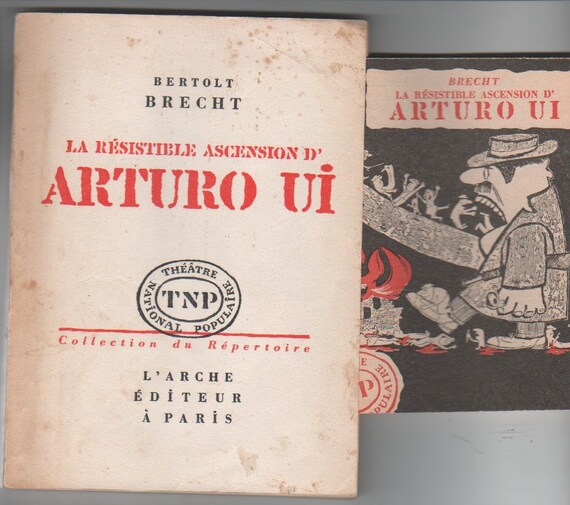 BERTOLT
BRECHT
LA RÉSISTIBLE ASCENSION D'
ARTURO UI
THÉÂTRE
NATIONAL POPULAIRE
TNP
Collection du Répertoire
L'ARCHE
ÉDITEUR
À PARIS
BRECHT
LA RÉSISTIBLE ASCENSION D'
ARTURO UI